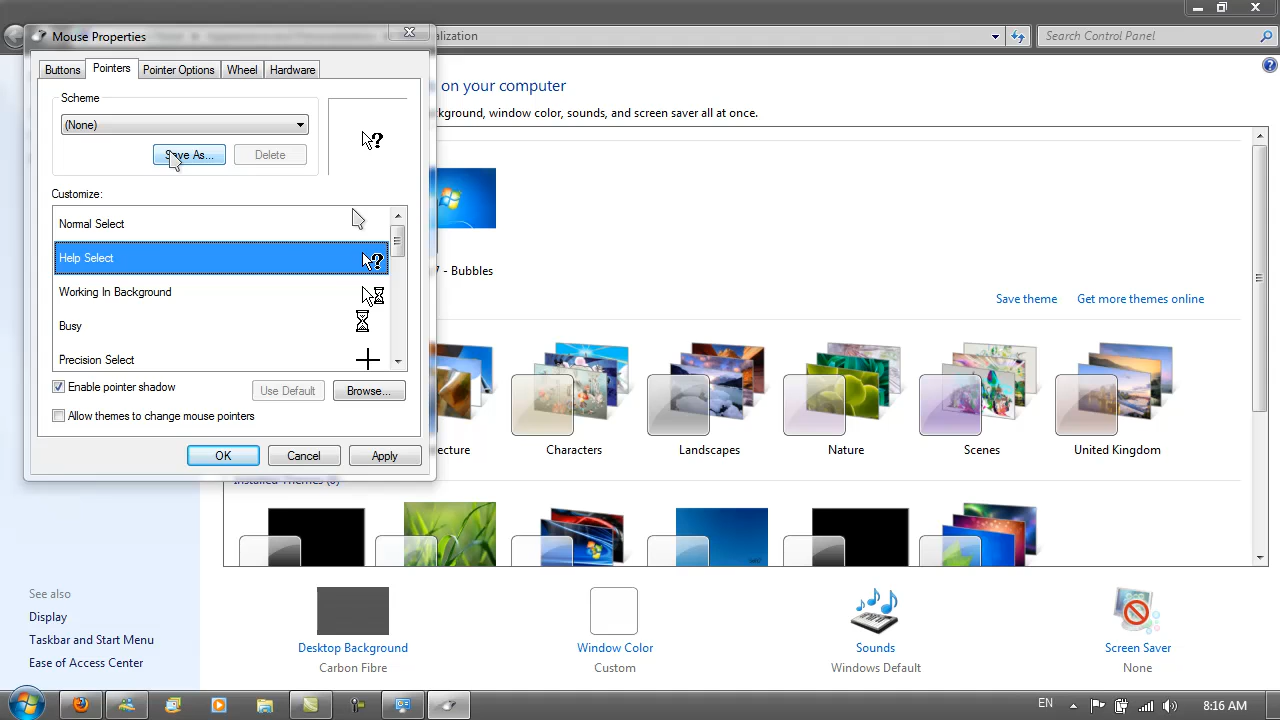 Mouse Properties
alization
Search Control Panel
Buttons
Pointers
Pointer Options
Wheel
Hardware
on your computer
kground, window color, sounds, and screen saver all at once.
Scheme
(None)
Save As...
Delete
Customize:
Normal Select
Help Select
Working In Background
Busy
Precision Select
Enable pointer shadow
Use Default
Browse...
Allow themes to change mouse pointers
OK
Cancel
Apply
7 - Bubbles
Save theme
Get more themes online
ecture
Characters
Landscapes
Nature
Scenes
United Kingdom
Installed Themes (6)
See also
Display
Taskbar and Start Menu
Ease of Access Center
Desktop Background
Carbon Fibre
Window Color
Custom
Sounds
Windows Default
Screen Saver
None
EN
8:16 AM